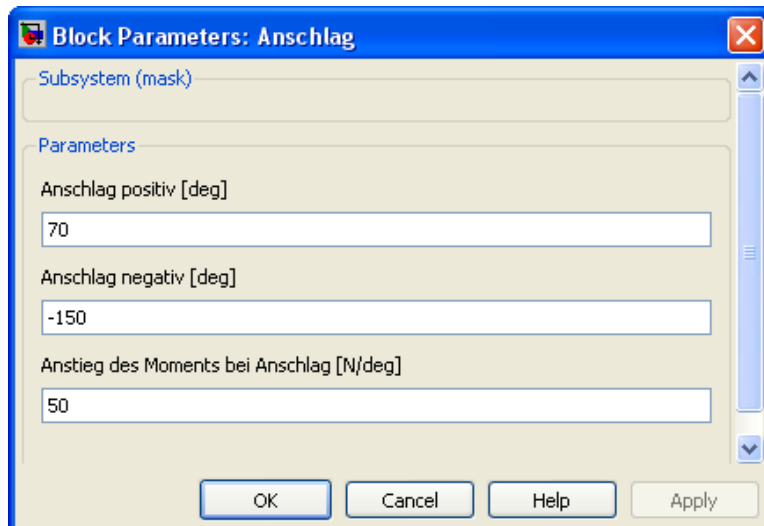 Block Parameters: Anschlag
Subsystem (mask)
Parameters
Anschlag positiv [deg]
70
Anschlag negativ [deg]
-150
Anstieg des Moments bei Anschlag [N/deg]
50
OK Cancel Help Apply